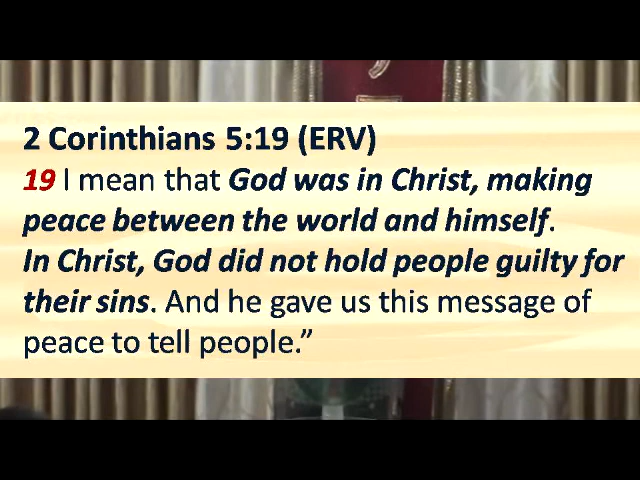 2 Corinthians 5:19 (ERV)
19 I mean that God was in Christ, making
peace between the world and himself.
In Christ, God did not hold people guilty for
their sins. And he gave us this message of
peace to tell people.”